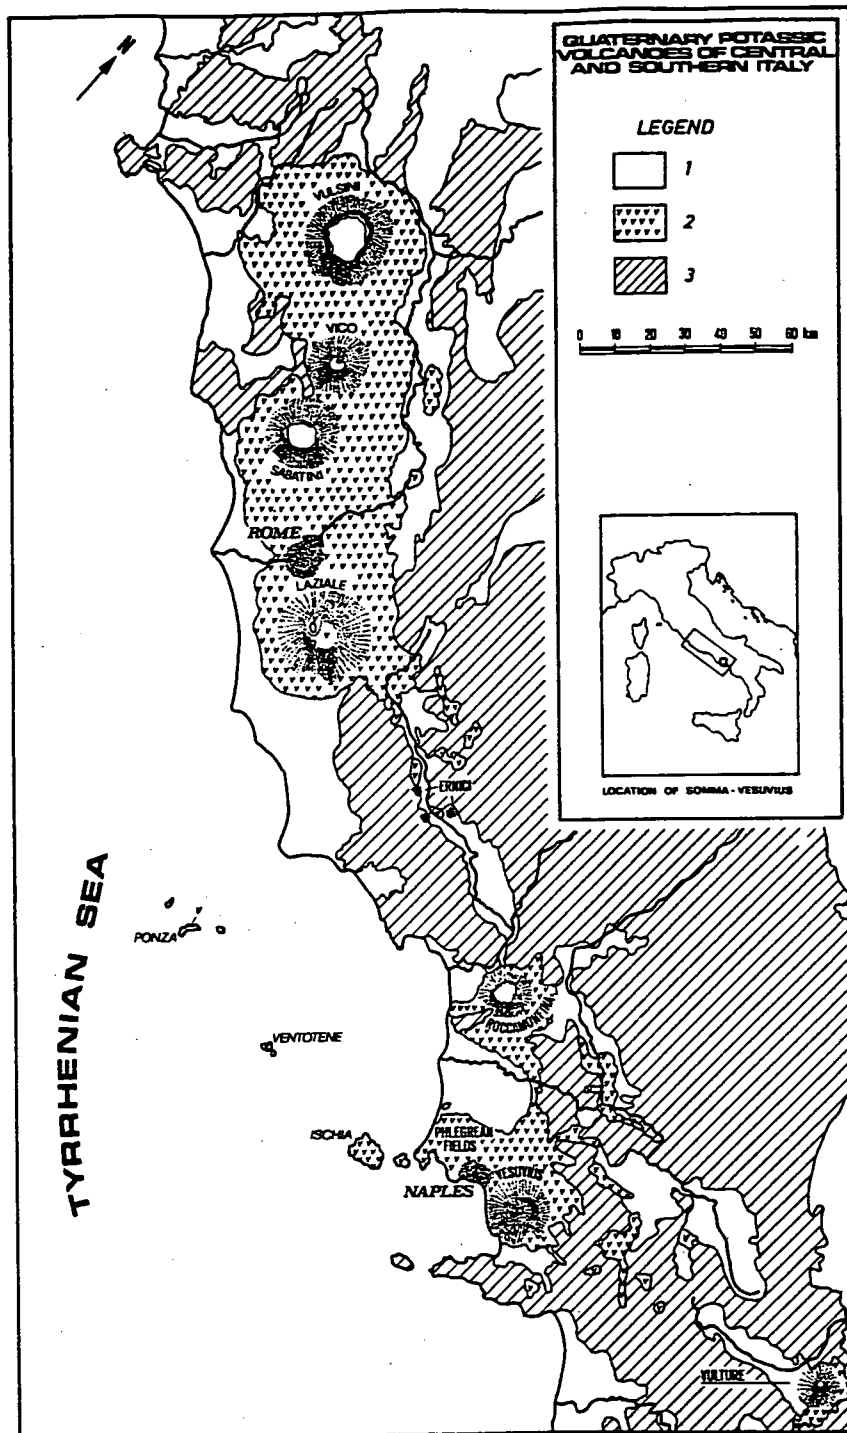 N
QUATERNARY POTASSIC
VOLCANOES OF CENTRAL
AND SOUTHERN ITALY
LEGEND
1
2
3
0 10 20 30 40 50 60 km
LOCATION OF SOMMA-VESUVIUS
VULSINI
VICO
SABATINI
ROME
LAZIALE
ERNICI
TYRRHENIAN SEA
PONZA
ROCCAMONFINA
VENTOTENE
ISCHIA
PHLEGREAN
FIELDS
VESUVIUS
NAPLES
VULTURE